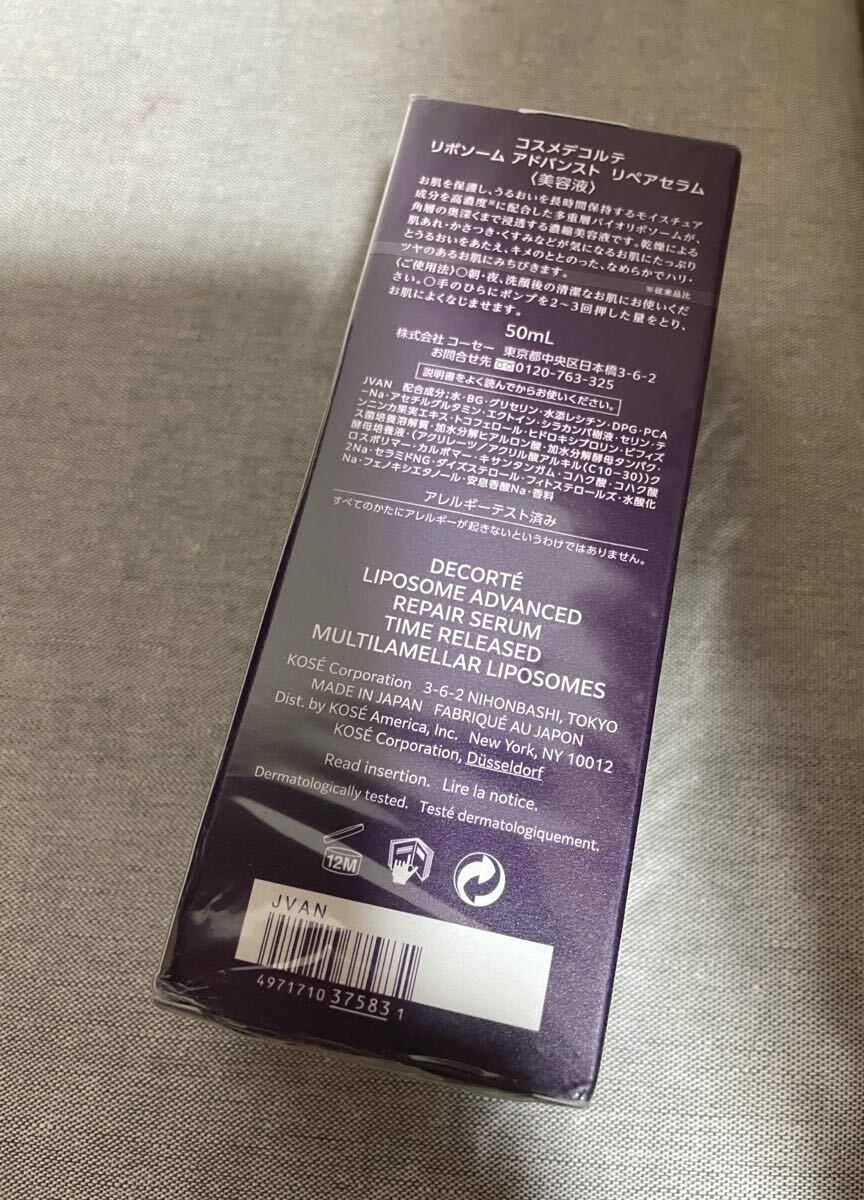 コスメデコルテ
リポソーム アドバンスト リペアセラム
〈美容液〉
お肌を保護し、うるおいを長時間保持するモイスチュア
成分を高濃度※に配合した多重層バイオリポソームが、
角層の奥深くまで浸透する濃縮美容液です。乾燥による
肌あれ・かさつき・くすみなどが気になるお肌にたっぷり
とうるおいをあたえ、キメのととのった、なめらかでハリ・
ツヤのあるお肌にみちびきます。
※従来品比
〈ご使用法〉○朝・夜、洗顔後の清潔なお肌にお使いくだ
さい。○手のひらにポンプを2～3回押した量をとり、
お肌によくなじませます。
50mL
株式会社 コーセー 東京都中央区日本橋3-6-2
お問合せ先 0120-763-325
説明書をよく読んでからお使いください。
JVAN 配合成分;水・BG・グリセリン・水添レシチン・DPG・PCA
-Na・アセチルグルタミン・エクトイン・シラカンバ樹液・セリン・テ
ンニンカ果実エキス・トコフェロール・ヒドロキシプロリン・ビフィズ
ス菌培養溶解質・加水分解ヒアルロン酸・加水分解酵母タンパク・
酵母培養液・(アクリレーツ/アクリル酸アルキル(C10-30))ク
ロスポリマー・カルボマー・キサンタンガム・コハク酸・コハク酸
2Na・セラミドNG・ダイズステロール・フィトステロールズ・水酸化
Na・フェノキシエタノール・安息香酸Na・香料
アレルギーテスト済み
すべてのかたにアレルギーが起きないというわけではありません。
DECORTÉ
LIPOSOME ADVANCED
REPAIR SERUM
TIME RELEASED
MULTILAMELLAR LIPOSOMES
KOSÉ Corporation 3-6-2 NIHONBASHI, TOKYO
MADE IN JAPAN FABRIQUÉ AU JAPON
Dist. by KOSÉ America, Inc. New York, NY 10012
KOSÉ Corporation, Düsseldorf
Read insertion. Lire la notice.
Dermatologically tested. Testé dermatologiquement.
12M
JVAN
4971710 375831